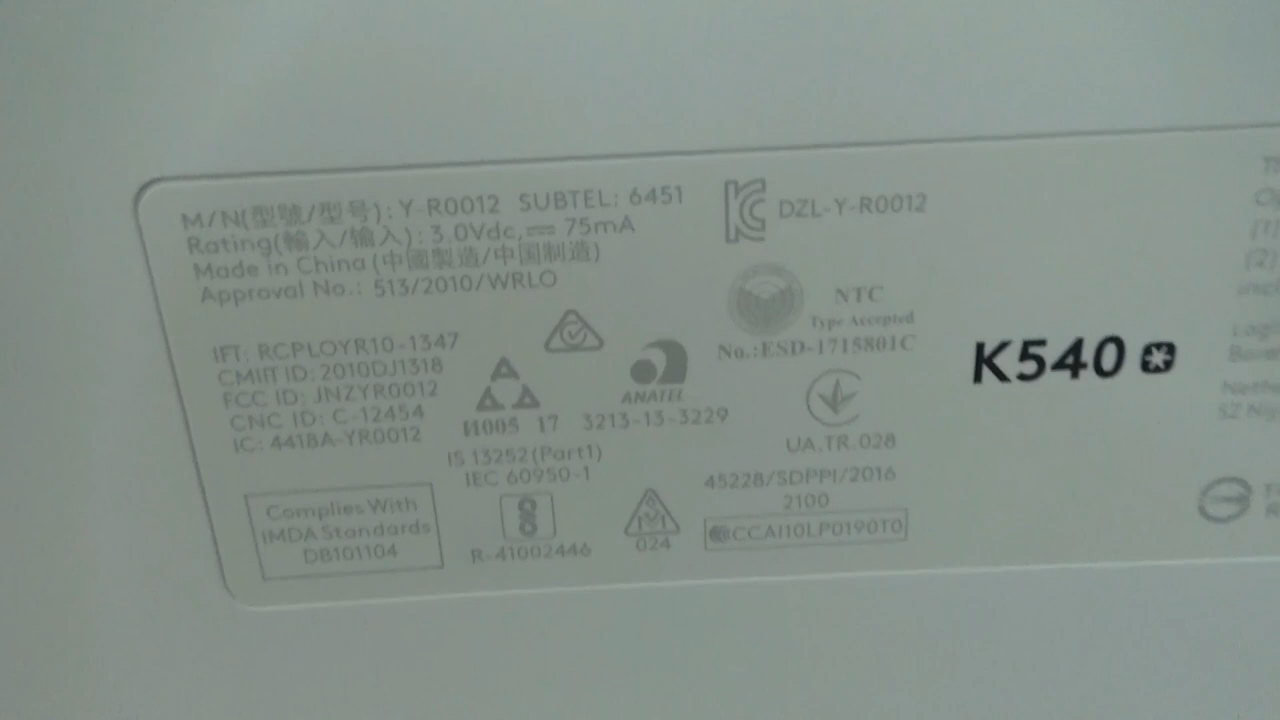 M/N(型號/型号): Y-R0012 SUBTEL: 6451
Rating(輸入/输入): 3.0Vdc, ⎓ 75mA
Made in China (中國製造/中国制造)
Approval No.: 513/2010/WRLO
IFT: RCPLOYR10-1347
CMIIT ID: 2010DJ1318
FCC ID: JNZYR0012
CNC ID: C-12454
IC: 4418A-YR0012
Complies With
IMDA Standards
DB101104
И005 17
ANATEL
3213-13-3229
IS 13252(Part1)
IEC 60950-1
R-41002446
024
DZL-Y-R0012
NTC
Type Accepted
No.:ESD-1715801C
UA.TR.028
45228/SDPPI/2016
2100
CCAI10LP0190T0
K540